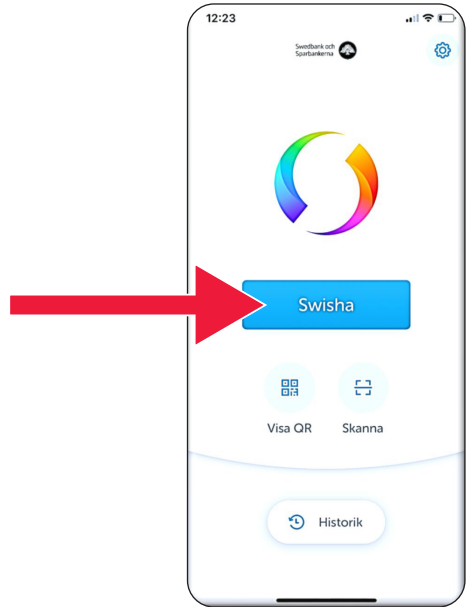 12:23
Swedbank och
Sparbankerna
Swisha
Visa QR
Skanna
Historik